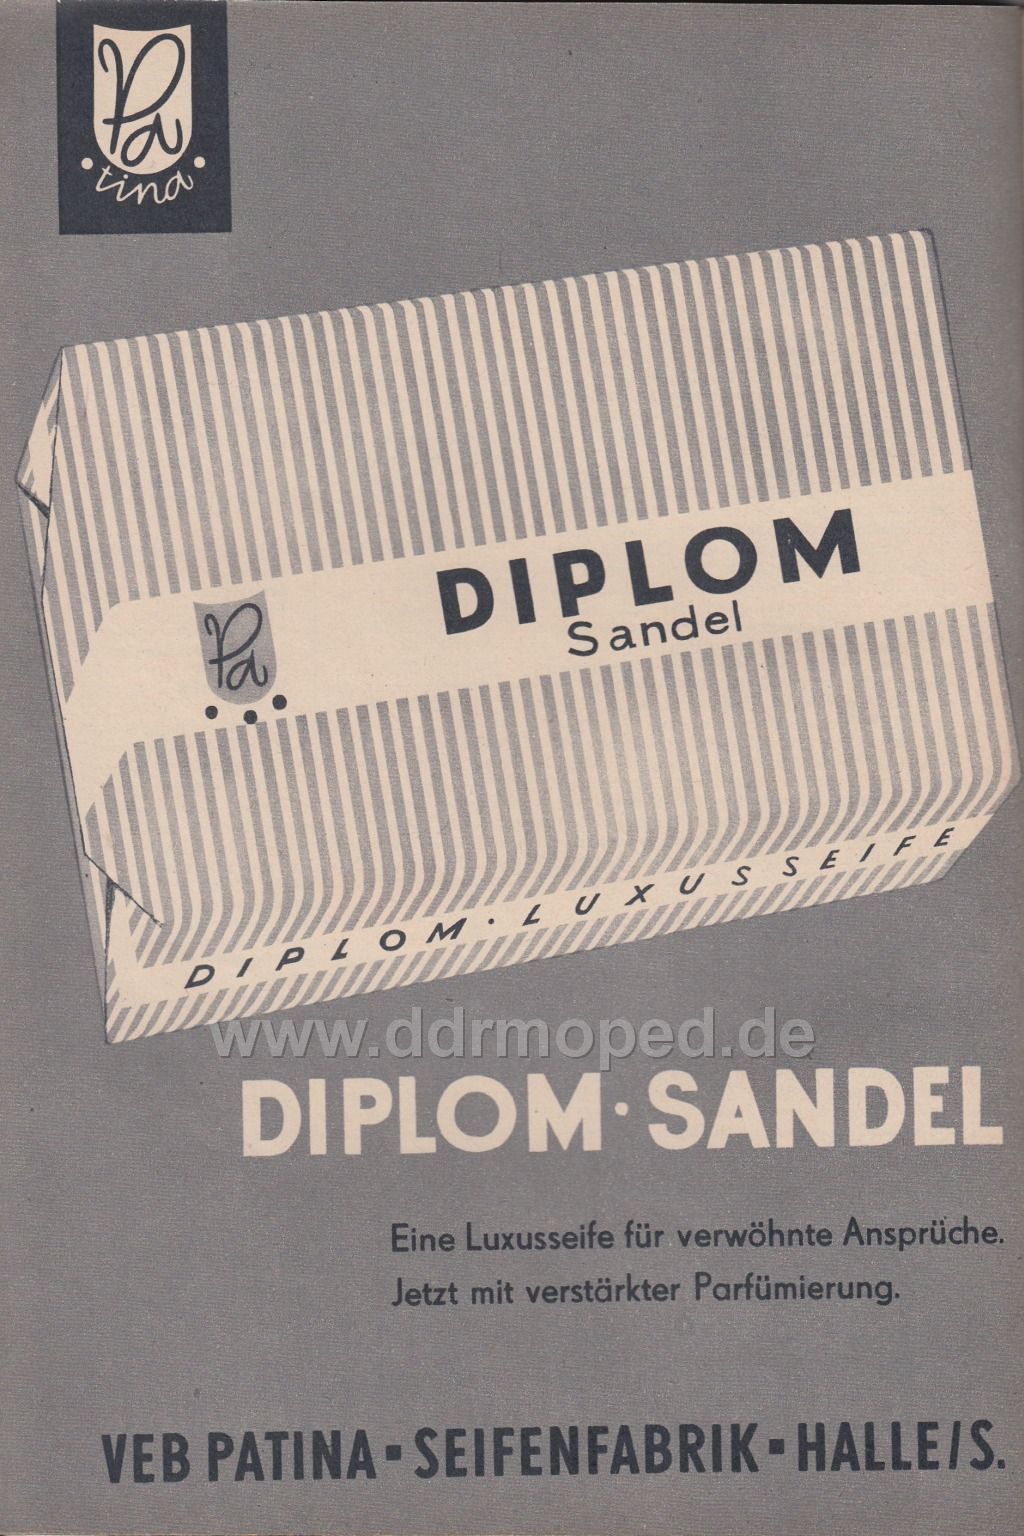 Pa
tina
DIPLOM
Sandel
Pa
DIPLOM · LUXUSSEIFE
www.ddrmoped.de
DIPLOM · SANDEL
Eine Luxusseife für verwöhnte Ansprüche.
Jetzt mit verstärkter Parfümierung.
VEB PATINA ▪ SEIFENFABRIK ▪ HALLE/S.